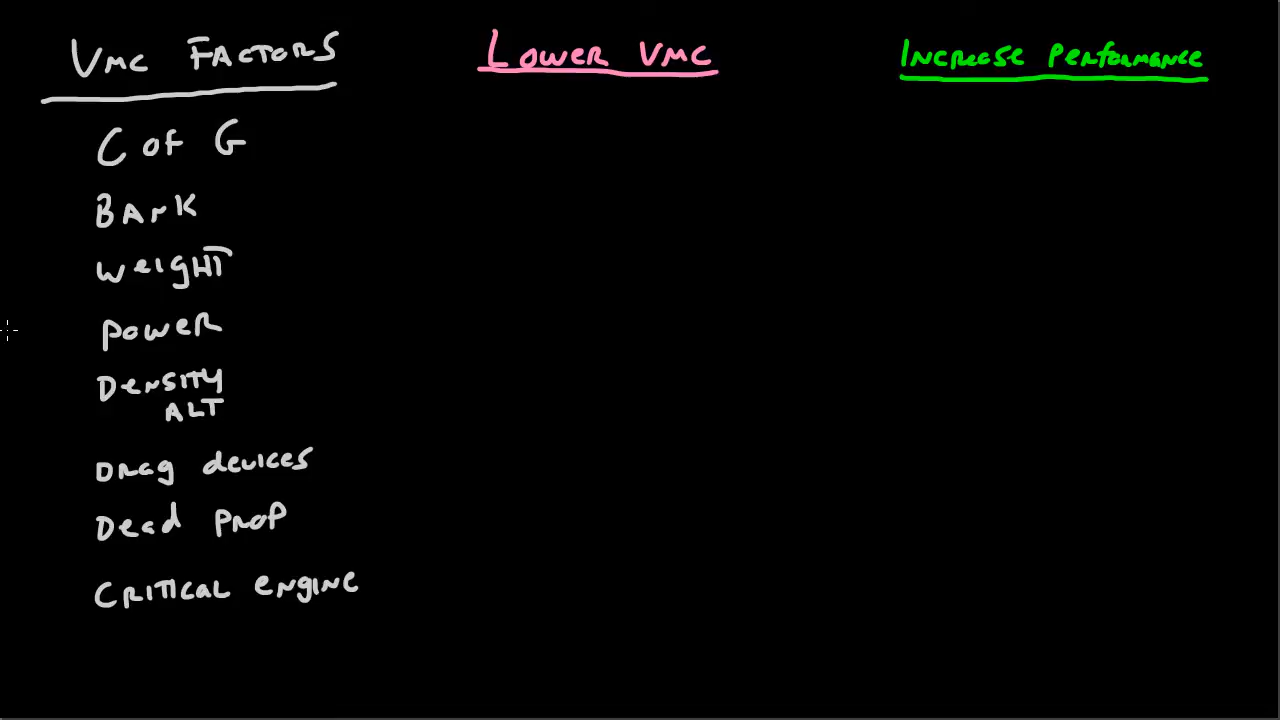 VMC FACTORS
LOWER VMC
INCREASE PERFORMANCE
C of G
BANK
WEIGHT
POWER
DENSITY
ALT
DRAG devices
Dead PROP
CRITICAL ENGINE